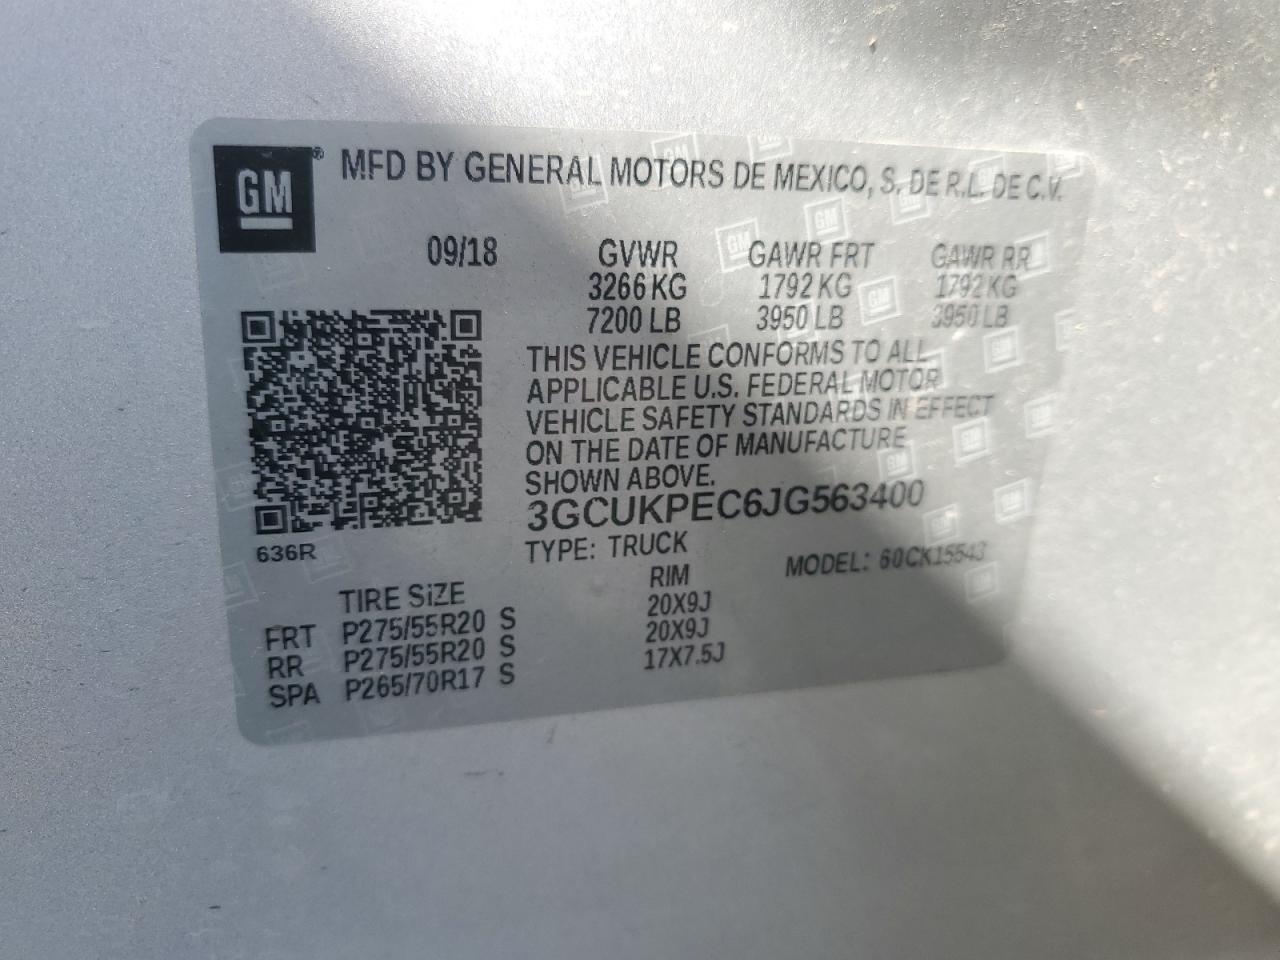 GM® MFD BY GENERAL MOTORS DE MEXICO, S. DE R.L. DE C.V.
09/18 GVWR GAWR FRT GAWR RR
3266 KG 1792 KG 1792 KG
7200 LB 3950 LB 3950 LB
THIS VEHICLE CONFORMS TO ALL
APPLICABLE U.S. FEDERAL MOTOR
VEHICLE SAFETY STANDARDS IN EFFECT
ON THE DATE OF MANUFACTURE
SHOWN ABOVE.
3GCUKPEC6JG563400
636R TYPE: TRUCK MODEL: 60CK15543
TIRE SIZE RIM
FRT P275/55R20 S 20X9J
RR P275/55R20 S 20X9J
SPA P265/70R17 S 17X7.5J